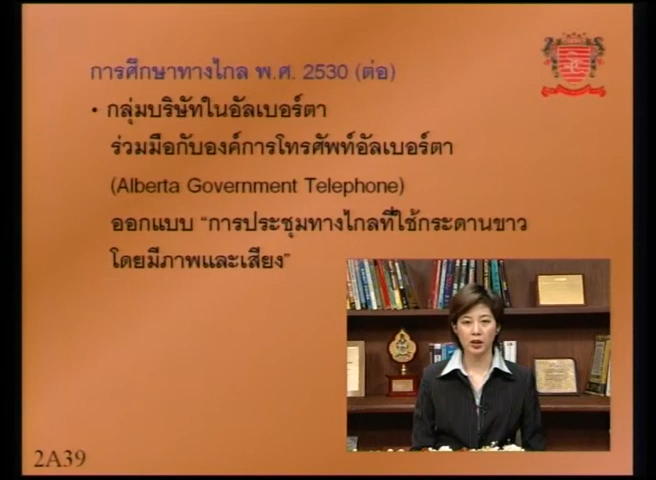 การศึกษาทางไกล พ.ศ. 2530 (ต่อ)
• กลุ่มบริษัทในอัลเบอร์ตา
ร่วมมือกับองค์การโทรศัพท์อัลเบอร์ตา
(Alberta Government Telephone)
ออกแบบ “การประชุมทางไกลที่ใช้กระดานขาว
โดยมีภาพและเสียง”
2A39